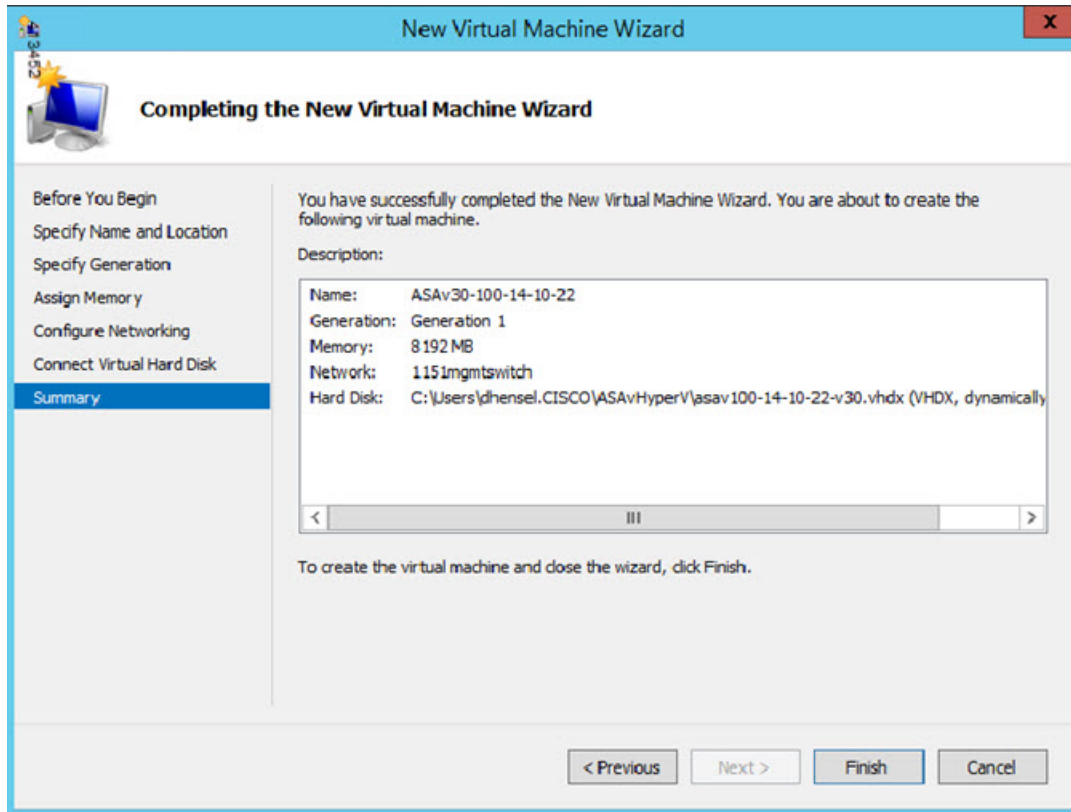 New Virtual Machine Wizard
X
413452
Completing the New Virtual Machine Wizard
Before You Begin
Specify Name and Location
Specify Generation
Assign Memory
Configure Networking
Connect Virtual Hard Disk
Summary
You have successfully completed the New Virtual Machine Wizard. You are about to create the
following virtual machine.
Description:
Name: ASAv30-100-14-10-22
Generation: Generation 1
Memory: 8192 MB
Network: 1151mgmtswitch
Hard Disk: C:\Users\dhensel.CISCO\ASAvHyperV\asav100-14-10-22-v30.vhdx (VHDX, dynamically
To create the virtual machine and close the wizard, click Finish.
< Previous
Next >
Finish
Cancel